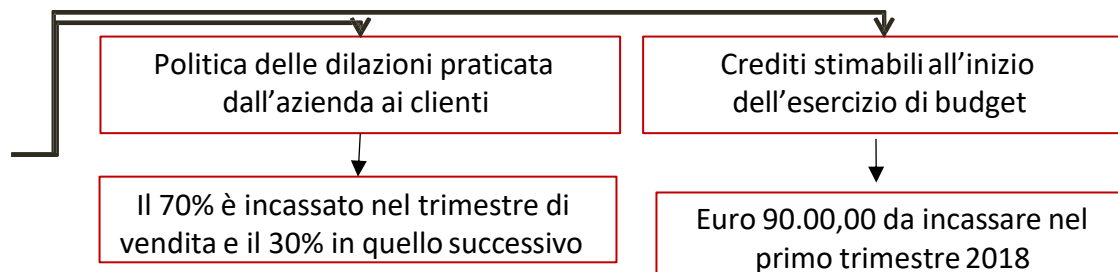 Politica delle dilazioni praticata
dall'azienda ai clienti
Crediti stimabili all'inizio
dell'esercizio di budget
Il 70% è incassato nel trimestre di
vendita e il 30% in quello successivo
Euro 90.00,00 da incassare nel
primo trimestre 2018